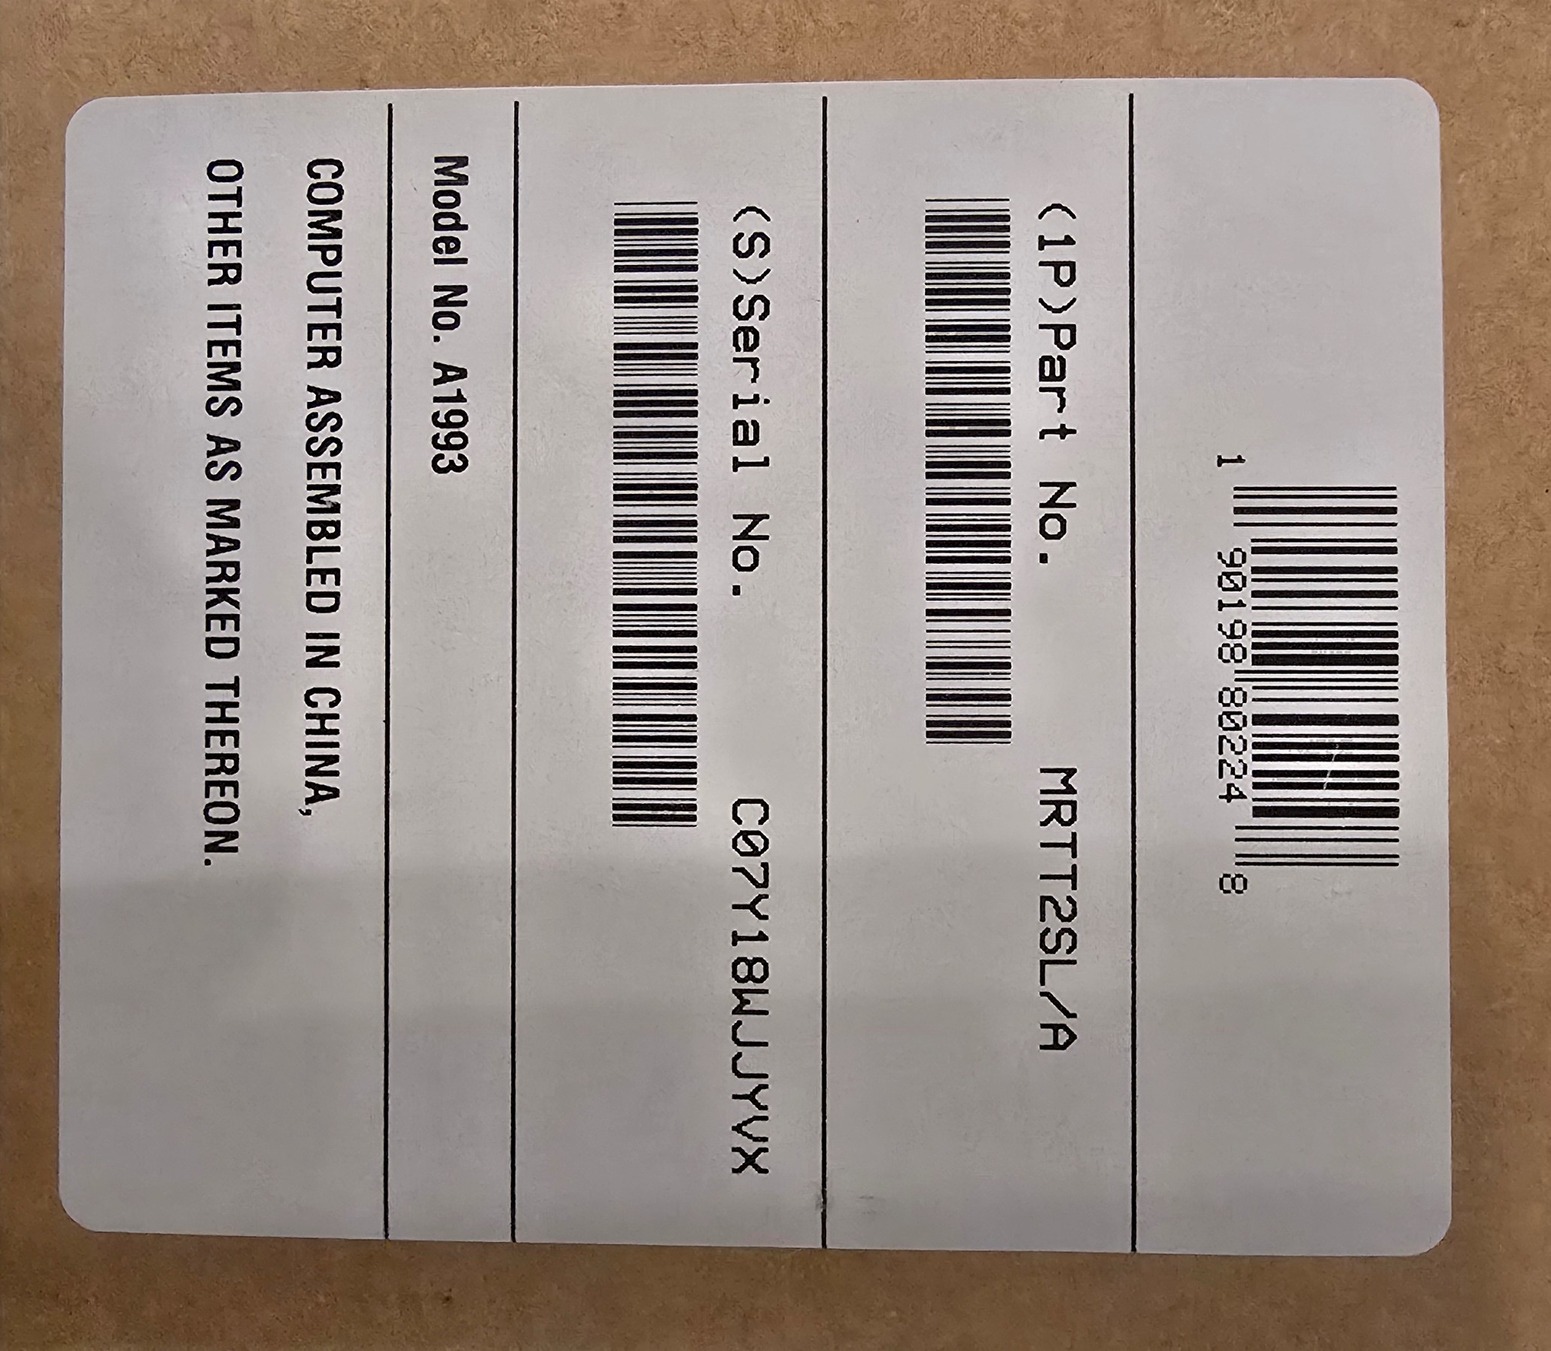 1 90198 80224 8
(1P)Part No. MRTT2SL/A
(S)Serial No. C07Y18WJJYVX
Model No. A1993
COMPUTER ASSEMBLED IN CHINA,
OTHER ITEMS AS MARKED THEREON.